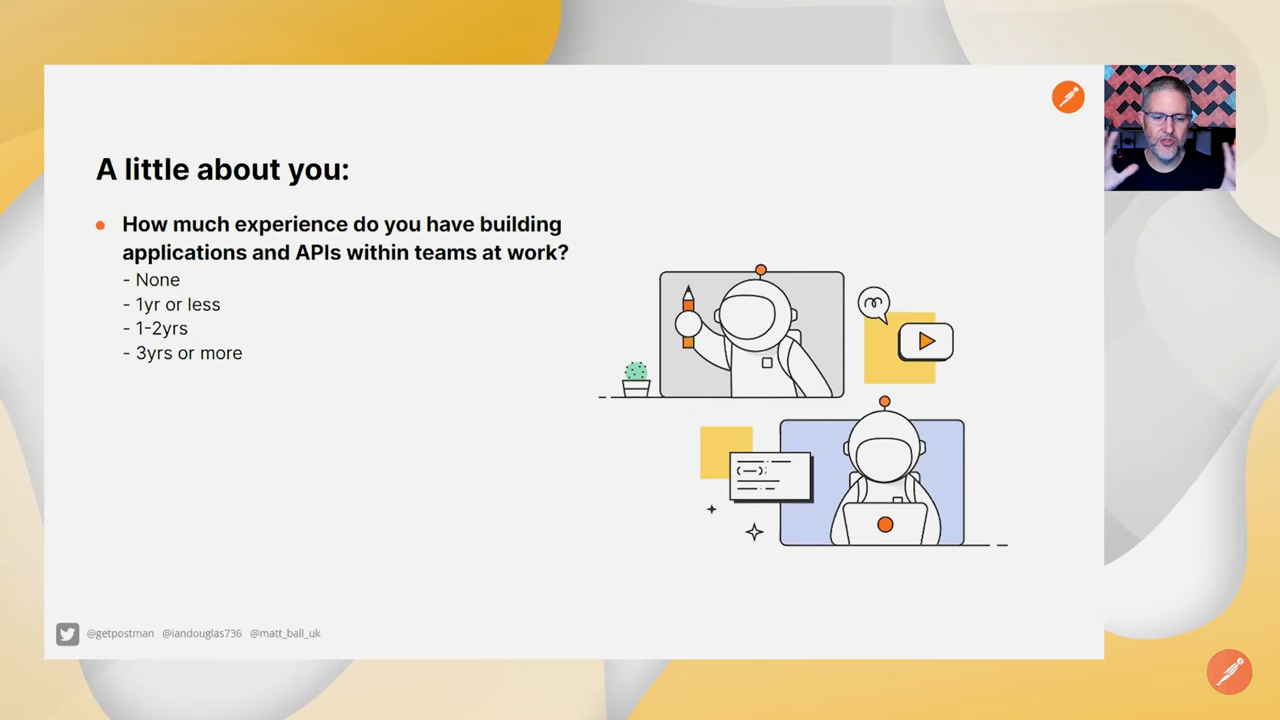 A little about you:
How much experience do you have building
applications and APIs within teams at work?
- None
- 1yr or less
- 1-2yrs
- 3yrs or more
@getpostman @iandouglas736 @matt_ball_uk